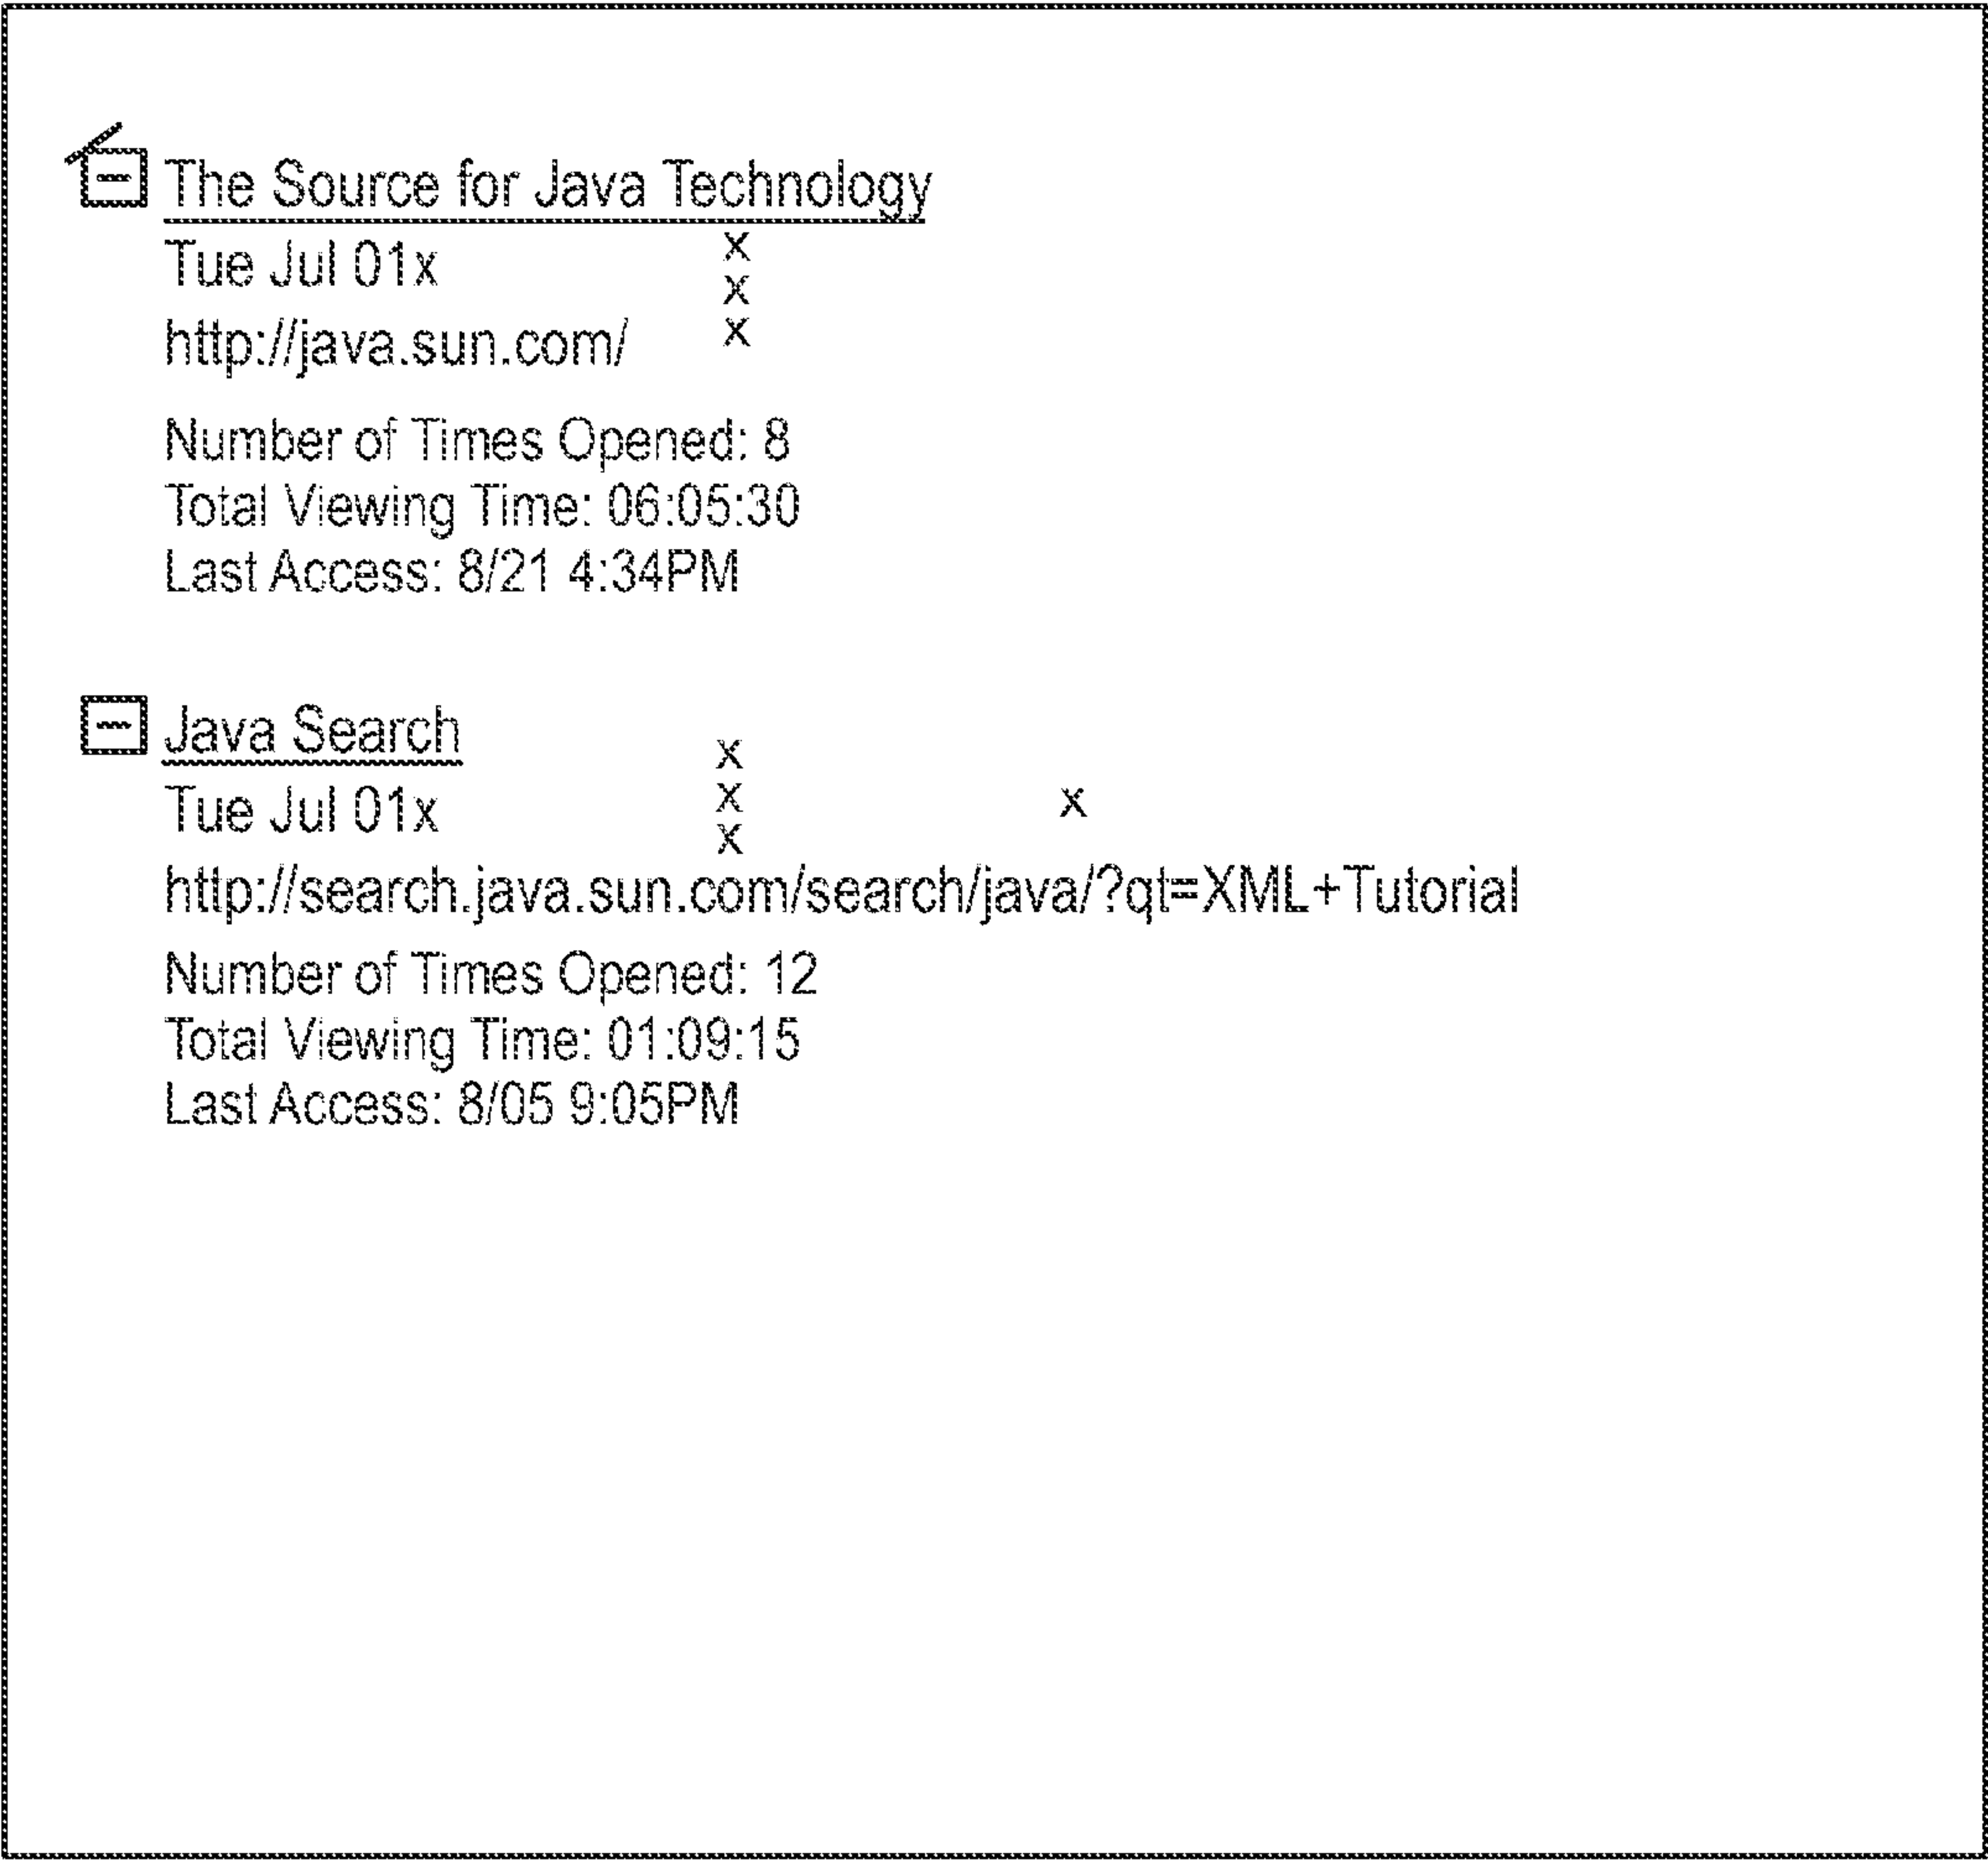 The Source for Java Technology
Tue Jul 01x
x
x
http://java.sun.com/
x
Number of Times Opened: 8
Total Viewing Time: 06:05:30
Last Access: 8/21 4:34PM
Java Search
x
Tue Jul 01x
x
x
x
http://search.java.sun.com/search/java/?qt=XML+Tutorial
Number of Times Opened: 12
Total Viewing Time: 01:09:15
Last Access: 8/05 9:05PM